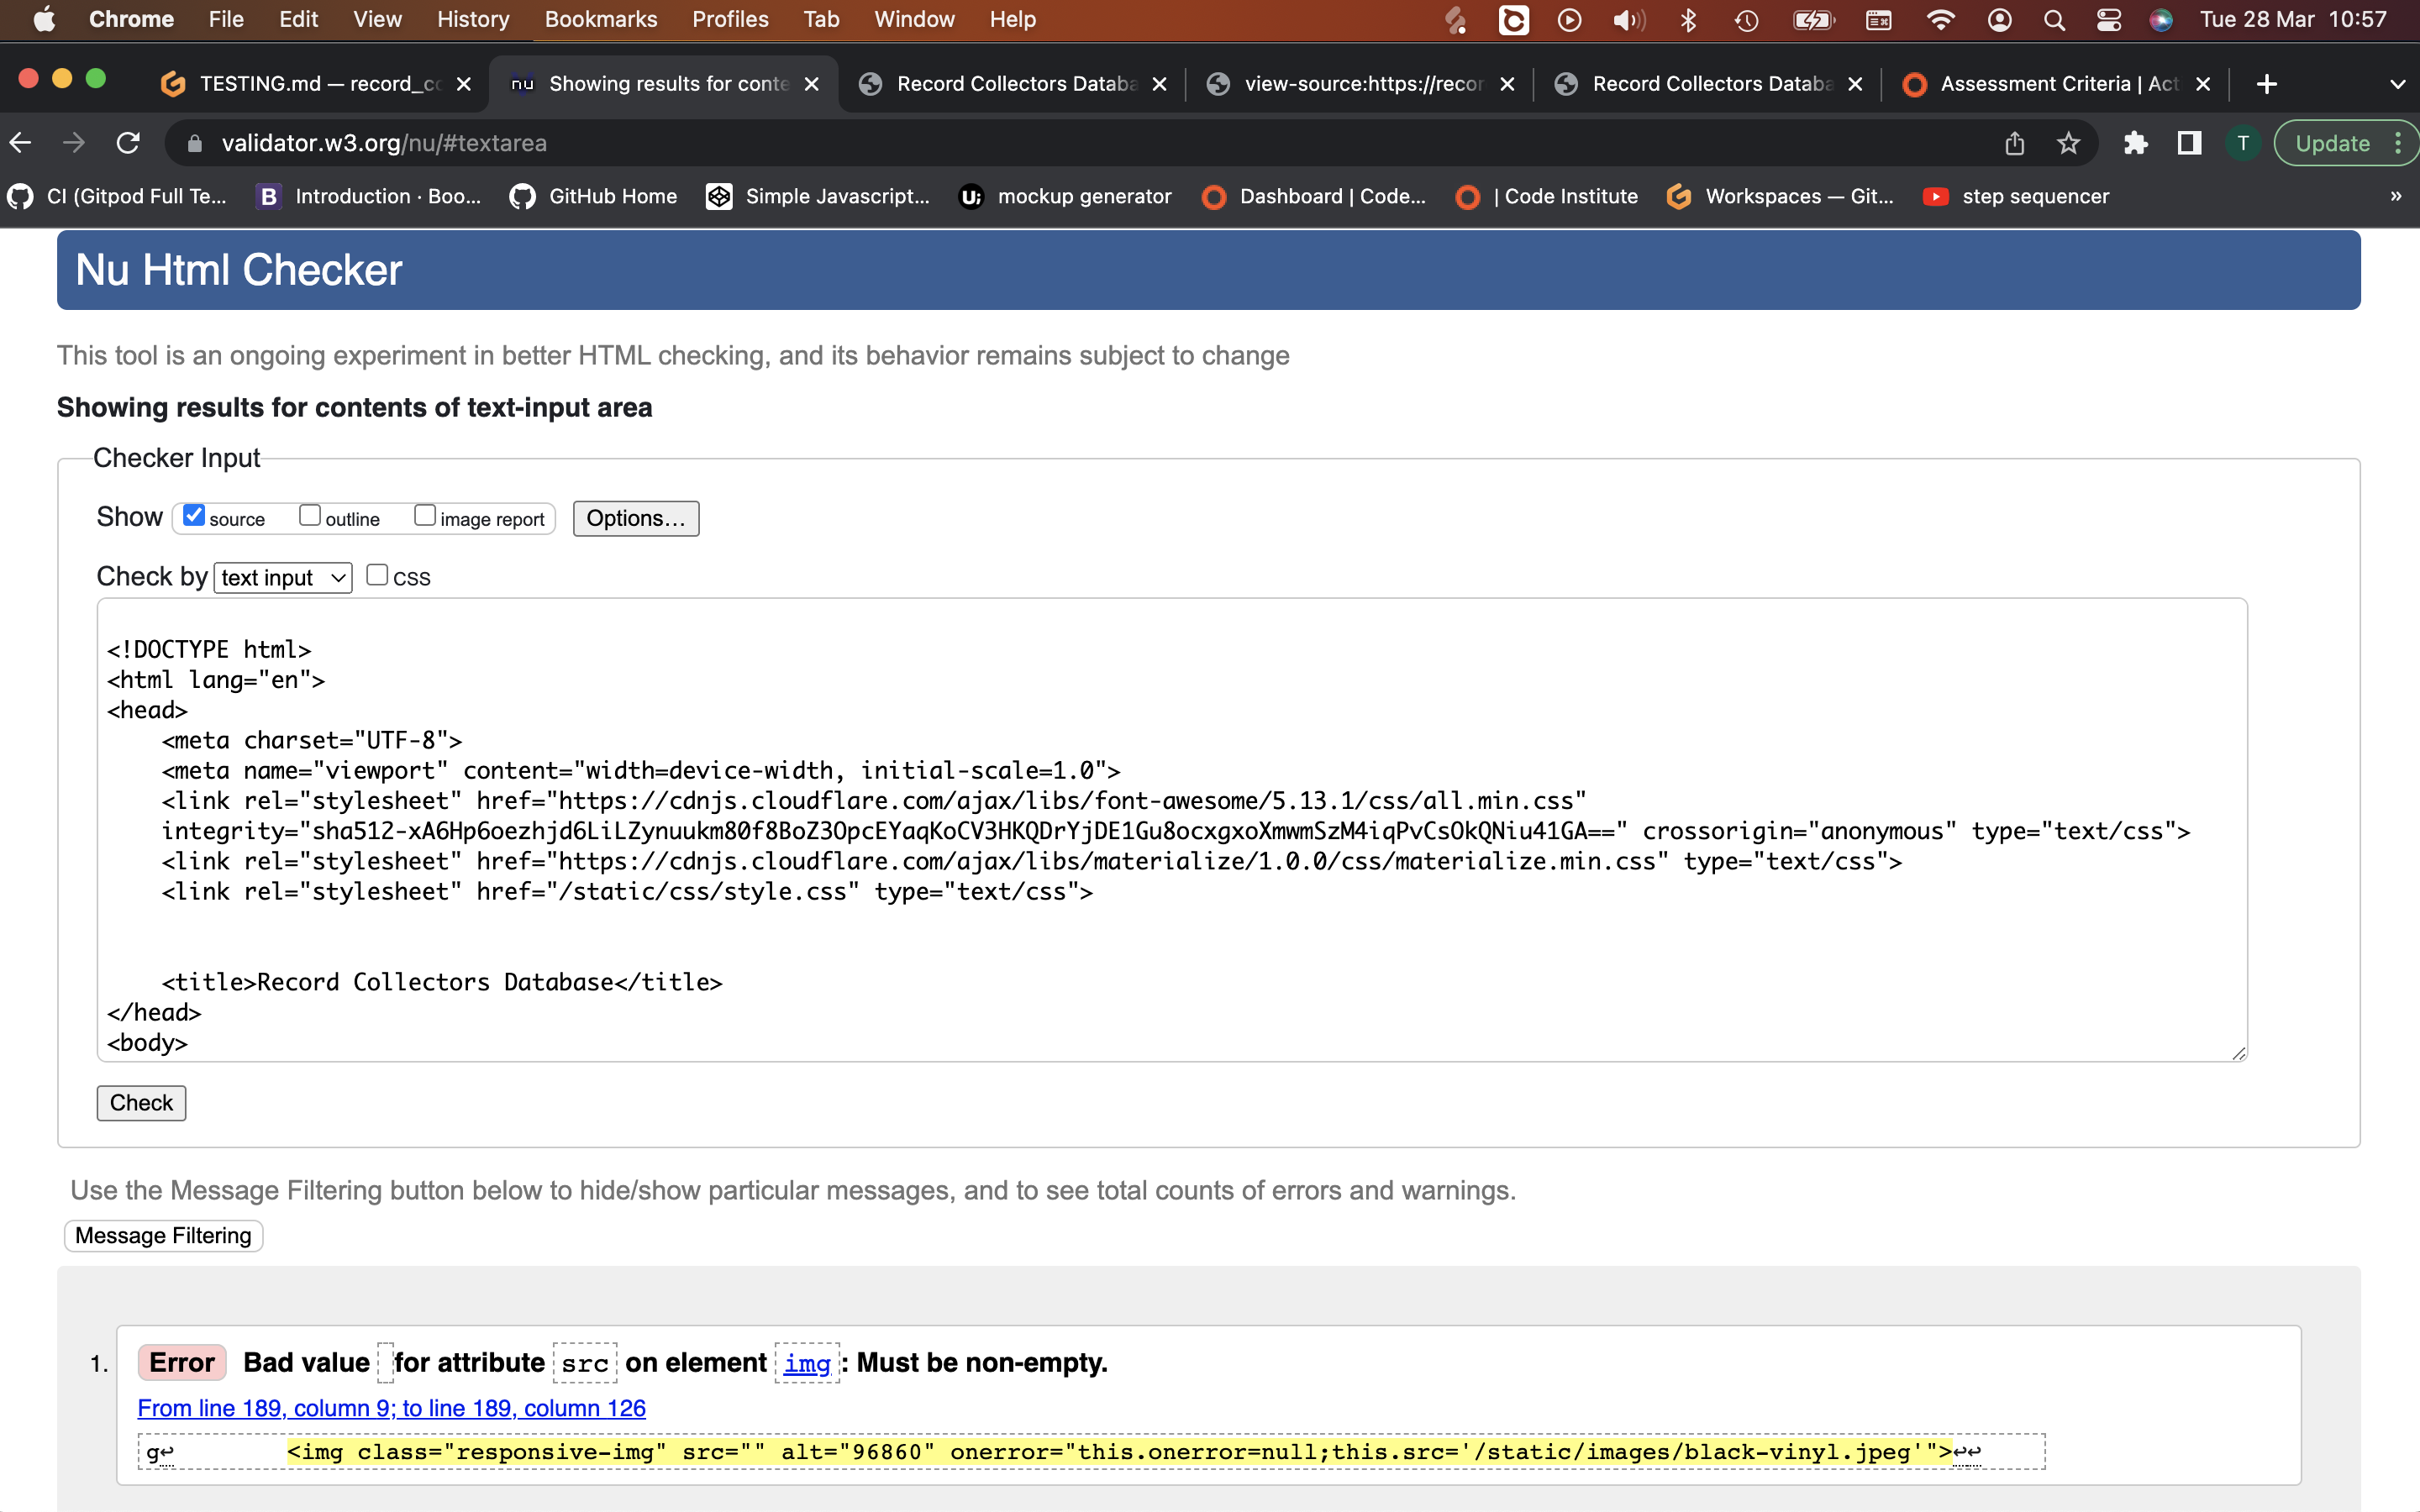 Chrome File Edit View History Bookmarks Profiles Tab Window Help Tue 28 Mar 10:57
TESTING.md — record_cc nu Showing results for conte Record Collectors Databa view-source:https://recor Record Collectors Databa Assessment Criteria | Act
validator.w3.org/nu/#textarea T Update
CI (Gitpod Full Te... B Introduction · Boo... GitHub Home Simple Javascript... U; mockup generator Dashboard | Code... | Code Institute Workspaces — Git... step sequencer »
Nu Html Checker
This tool is an ongoing experiment in better HTML checking, and its behavior remains subject to change
Showing results for contents of text-input area
Checker Input
Show source outline image report Options...
Check by text input CSS
<!DOCTYPE html>
<html lang="en">
<head>
<meta charset="UTF-8">
<meta name="viewport" content="width=device-width, initial-scale=1.0">
<link rel="stylesheet" href="https://cdnjs.cloudflare.com/ajax/libs/font-awesome/5.13.1/css/all.min.css"
integrity="sha512-xA6Hp6oezhjd6LiLZynuukm80f8BoZ3OpcEYaqKoCV3HKQDrYjDE1Gu8ocxgxoXmwmSzM4iqPvCsOkQNiu41GA==" crossorigin="anonymous" type="text/css">
<link rel="stylesheet" href="https://cdnjs.cloudflare.com/ajax/libs/materialize/1.0.0/css/materialize.min.css" type="text/css">
<link rel="stylesheet" href="/static/css/style.css" type="text/css">
<title>Record Collectors Database</title>
</head>
<body>
Check
Use the Message Filtering button below to hide/show particular messages, and to see total counts of errors and warnings.
Message Filtering
1. Error Bad value for attribute src on element img: Must be non-empty.
From line 189, column 9; to line 189, column 126
g↩ <img class="responsive-img" src="" alt="96860" onerror="this.onerror=null;this.src='/static/images/black-vinyl.jpeg'">↩↩